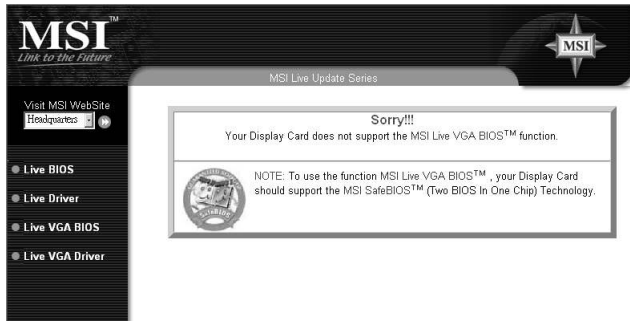 MSI™
Link to the Future
MSI
MSI Live Update Series
Visit MSI WebSite
Headquarters
Live BIOS
Live Driver
Live VGA BIOS
Live VGA Driver
Sorry!!!
Your Display Card does not support the MSI Live VGA BIOS™ function.
NOTE: To use the function MSI Live VGA BIOS™ , your Display Card
should support the MSI SafeBIOS™ (Two BIOS In One Chip) Technology.
SafeBIOS